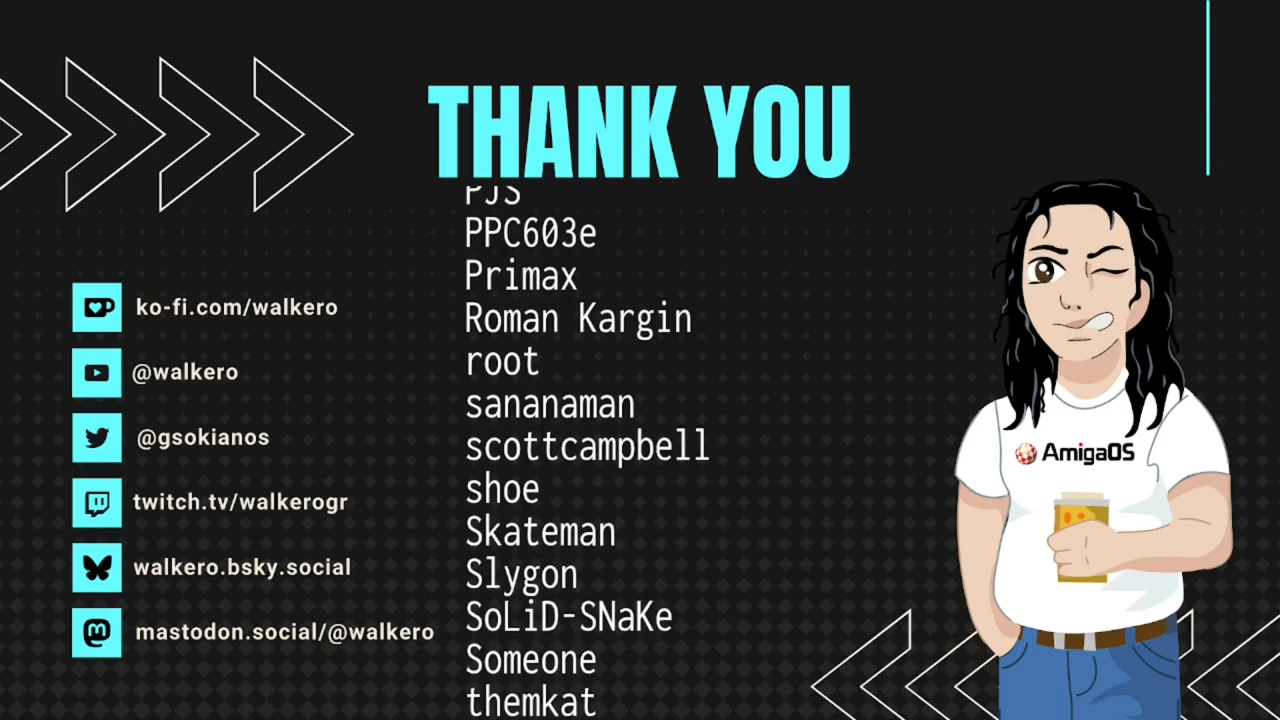 THANK YOU
PJS
PPC603e
Primax
Roman Kargin
root
sananaman
scottcampbell
shoe
Skateman
Slygon
SoLiD-SNaKe
Someone
themkat
ko-fi.com/walkero
@walkero
@gsokianos
twitch.tv/walkerogr
walkero.bsky.social
mastodon.social/@walkero
AmigaOS